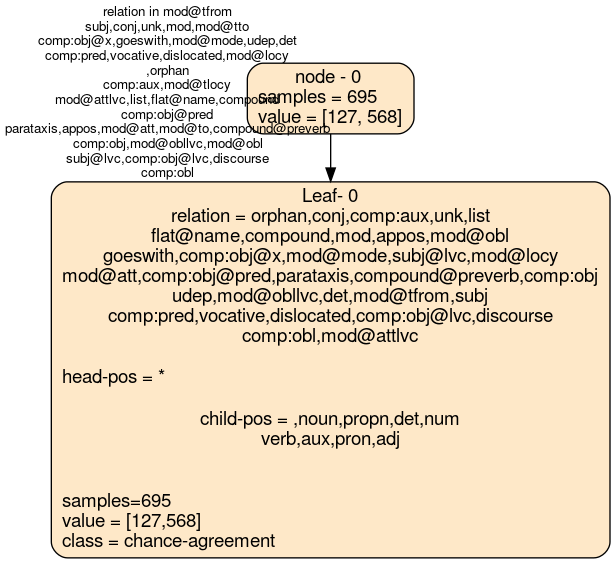 relation in mod@tfrom
subj,conj,unk,mod,mod@tto
comp:obj@x,goeswith,mod@mode,udep,det
comp:pred,vocative,dislocated,mod@locy
,orphan
comp:aux,mod@tlocy
mod@attlvc,list,flat@name,compound
comp:obj@pred
parataxis,appos,mod@att,mod@to,compound@preverb
comp:obj,mod@obllvc,mod@obl
subj@lvc,comp:obj@lvc,discourse
comp:obl
node - 0
samples = 695
value = [127, 568]
Leaf- 0
relation = orphan,conj,comp:aux,unk,list
flat@name,compound,mod,appos,mod@obl
goeswith,comp:obj@x,mod@mode,subj@lvc,mod@locy
mod@att,comp:obj@pred,parataxis,compound@preverb,comp:obj
udep,mod@obllvc,det,mod@tfrom,subj
comp:pred,vocative,dislocated,comp:obj@lvc,discourse
comp:obl,mod@attlvc
head-pos = *
child-pos = ,noun,propn,det,num
verb,aux,pron,adj
samples=695
value = [127,568]
class = chance-agreement